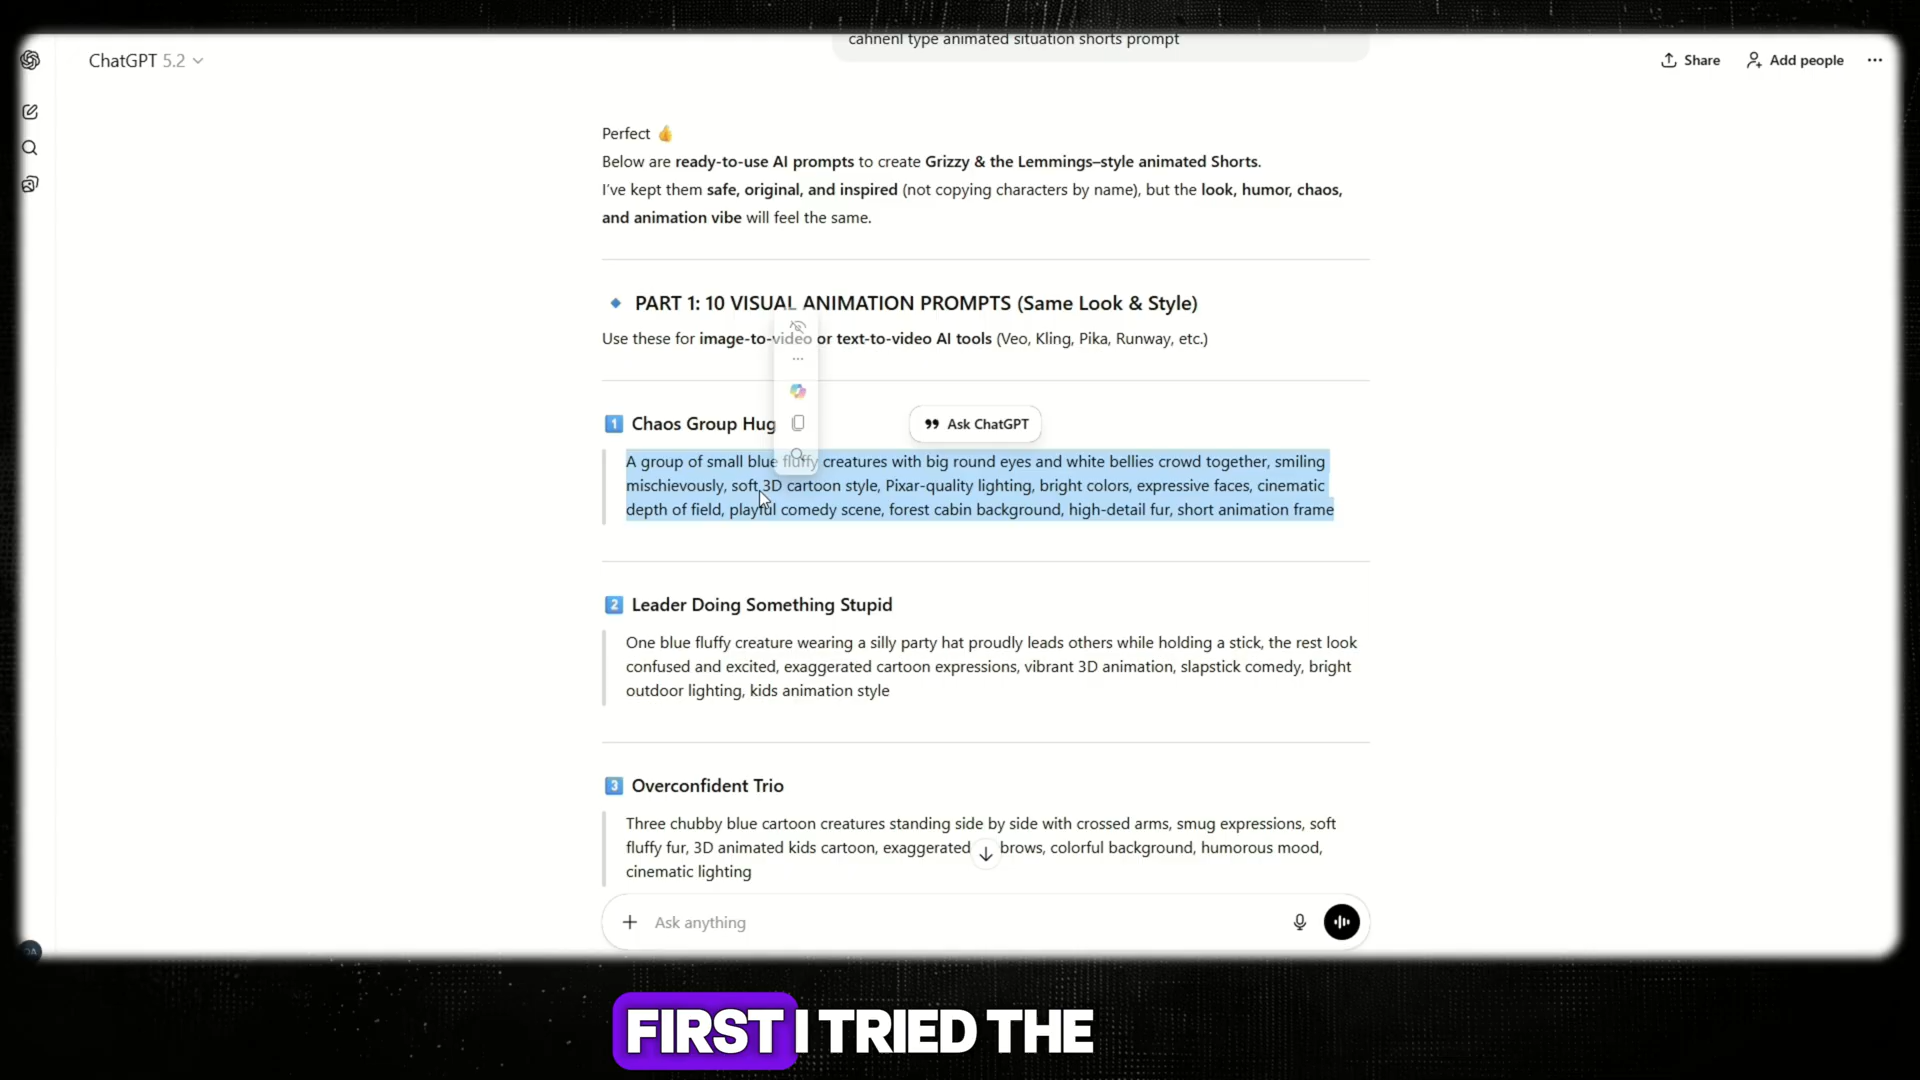 cahnenl type animated situation shorts prompt
ChatGPT 5.2
Share
Add people
Perfect 👍
Below are ready-to-use AI prompts to create Grizzy & the Lemmings–style animated Shorts.
I've kept them safe, original, and inspired (not copying characters by name), but the look, humor, chaos,
and animation vibe will feel the same.
PART 1: 10 VISUAL ANIMATION PROMPTS (Same Look & Style)
Use these for image-to-video or text-to-video AI tools (Veo, Kling, Pika, Runway, etc.)
1 Chaos Group Hug
Ask ChatGPT
A group of small blue fluffy creatures with big round eyes and white bellies crowd together, smiling
mischievously, soft 3D cartoon style, Pixar-quality lighting, bright colors, expressive faces, cinematic
depth of field, playful comedy scene, forest cabin background, high-detail fur, short animation frame
2 Leader Doing Something Stupid
One blue fluffy creature wearing a silly party hat proudly leads others while holding a stick, the rest look
confused and excited, exaggerated cartoon expressions, vibrant 3D animation, slapstick comedy, bright
outdoor lighting, kids animation style
3 Overconfident Trio
Three chubby blue cartoon creatures standing side by side with crossed arms, smug expressions, soft
fluffy fur, 3D animated kids cartoon, exaggerated brows, colorful background, humorous mood,
cinematic lighting
Ask anything
FIRST I TRIED THE